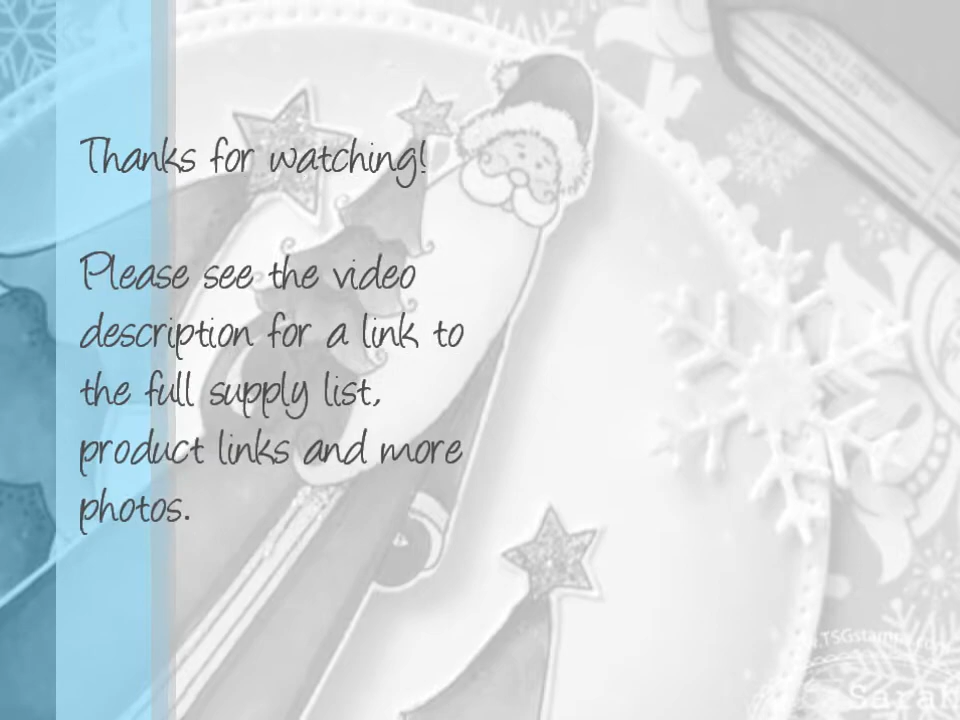 Thanks for watching!
Please see the video
description for a link to
the full supply list,
product links and more
photos.
Sarah